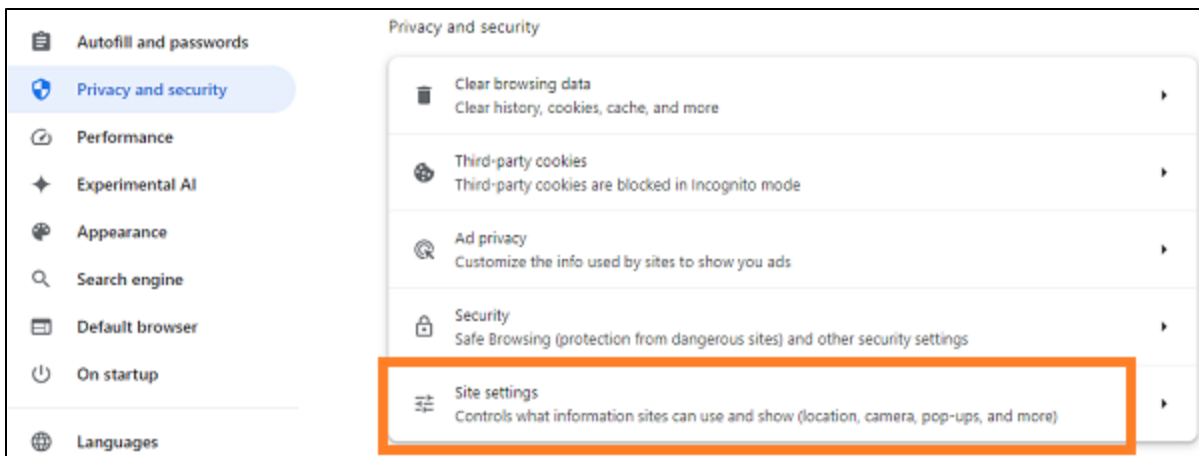 Autofill and passwords
Privacy and security
Performance
Experimental AI
Appearance
Search engine
Default browser
On startup
Languages
Privacy and security
Clear browsing data
Clear history, cookies, cache, and more
Third-party cookies
Third-party cookies are blocked in Incognito mode
Ad privacy
Customize the info used by sites to show you ads
Security
Safe Browsing (protection from dangerous sites) and other security settings
Site settings
Controls what information sites can use and show (location, camera, pop-ups, and more)